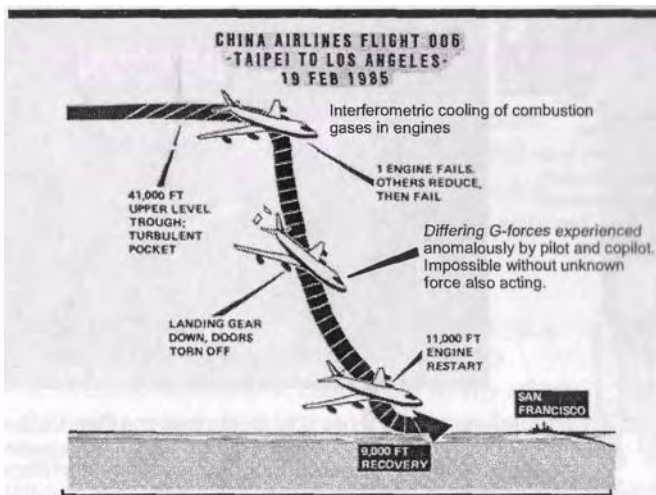 CHINA AIRLINES FLIGHT 006
-TAIPEI TO LOS ANGELES-
19 FEB 1985
Interferometric cooling of combustion
gases in engines
1 ENGINE FAILS.
OTHERS REDUCE,
THEN FAIL
41,000 FT
UPPER LEVEL
TROUGH;
TURBULENT
POCKET
Differing G-forces experienced
anomalously by pilot and copilot.
Impossible without unknown
force also acting.
LANDING GEAR
DOWN, DOORS
TORN OFF
11,000 FT
ENGINE
RESTART
SAN
FRANCISCO
9,000 FT
RECOVERY